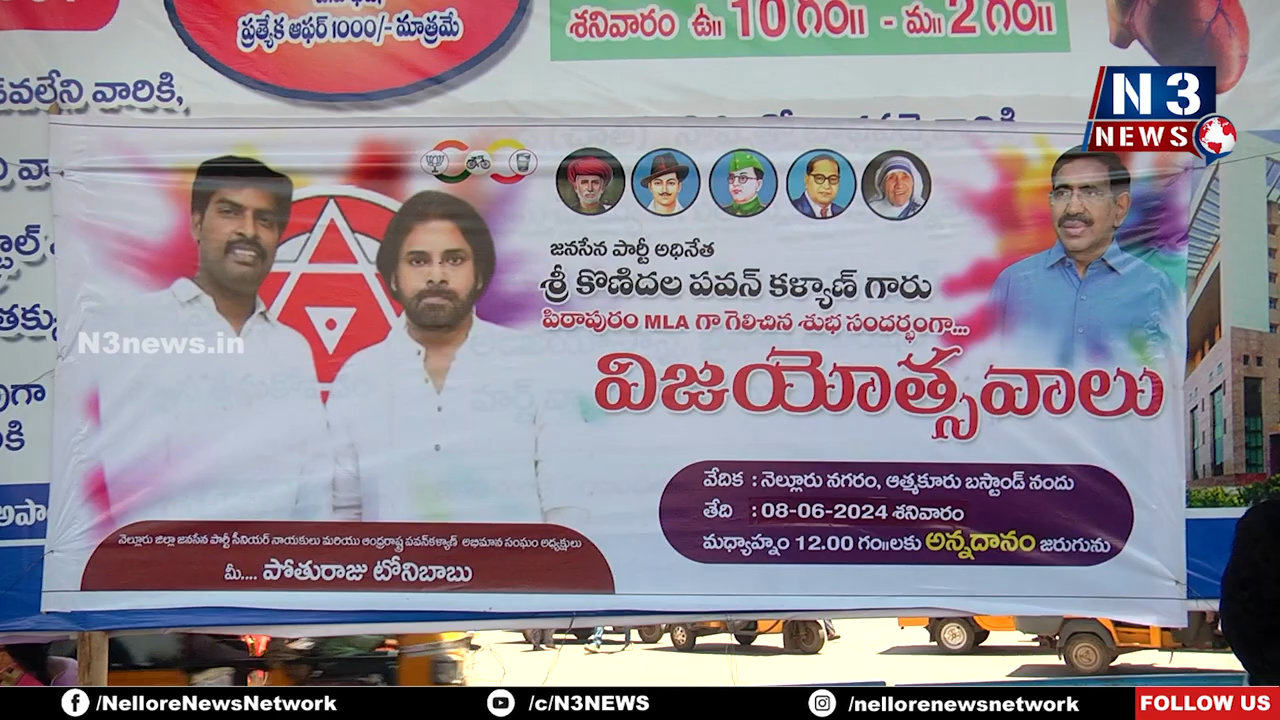 ప్రత్యేక ఆఫర్ 1000/- మాత్రమే
శనివారం ఉ॥ 10 గం॥ - మ॥ 2 గం॥
వారికి,
N3
NEWS
జనసేన పార్టీ అధినేత
శ్రీ కొణిదల పవన్ కళ్యాణ్ గారు
పిఠాపురం MLA గా గెలిచిన శుభ సందర్భంగా...
విజయోత్సవాలు
N3news.in
వేదిక : నెల్లూరు నగరం, ఆత్మకూరు బస్టాండ్ నందు
తేది : 08-06-2024 శనివారం
మధ్యాహ్నం 12.00 గం॥లకు అన్నదానం జరుగును
నెల్లూరు జిల్లా జనసేన పార్టీ సీనియర్ నాయకులు మరియు ఆంధ్రరాష్ట్ర పవన్‌కళ్యాణ్ అభిమాన సంఘం అధ్యక్షులు
మీ.... పోతురాజు టోనిబాబు
/NelloreNewsNetwork
/c/N3NEWS
/nellorenewsnetwork
FOLLOW US